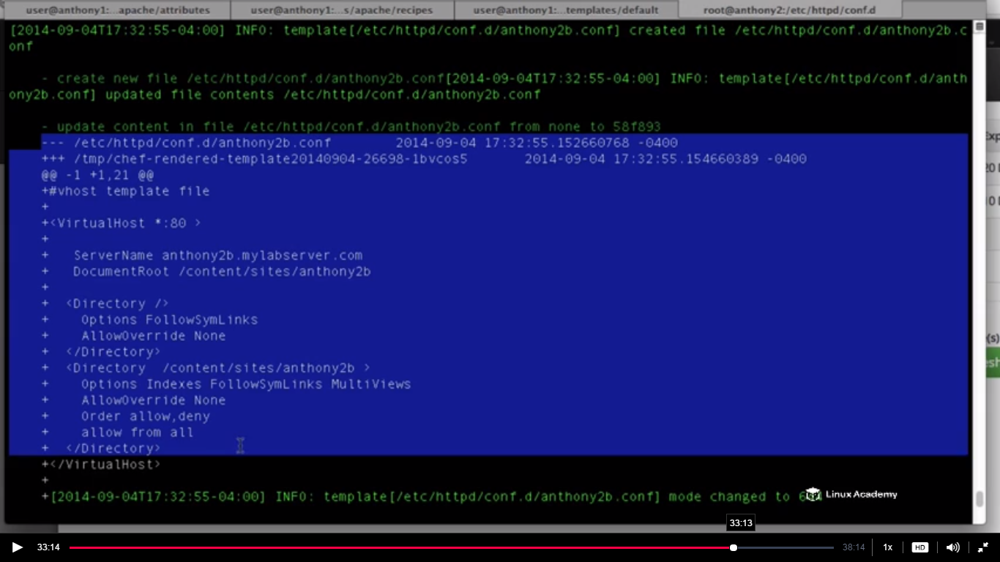 user@anthony1:...apache/attributes
user@anthony1:...s/apache/recipes
user@anthony1:...templates/default
root@anthony2:/etc/httpd/conf.d
[2014-09-04T17:32:55-04:00] INFO: template[/etc/httpd/conf.d/anthony2b.conf] created file /etc/httpd/conf.d/anthony2b.c
onf
- create new file /etc/httpd/conf.d/anthony2b.conf[2014-09-04T17:32:55-04:00] INFO: template[/etc/httpd/conf.d/anth
ony2b.conf] updated file contents /etc/httpd/conf.d/anthony2b.conf
- update content in file /etc/httpd/conf.d/anthony2b.conf from none to 58f893
--- /etc/httpd/conf.d/anthony2b.conf 2014-09-04 17:32:55.152660768 -0400
+++ /tmp/chef-rendered-template20140904-26698-1bvcos5 2014-09-04 17:32:55.154660389 -0400
@@ -1 +1,21 @@
+#vhost template file
+
+<VirtualHost *:80 >
+
+ ServerName anthony2b.mylabserver.com
+ DocumentRoot /content/sites/anthony2b
+
+ <Directory />
+ Options FollowSymLinks
+ AllowOverride None
+ </Directory>
+ <Directory /content/sites/anthony2b >
+ Options Indexes FollowSymLinks MultiViews
+ AllowOverride None
+ Order allow,deny
+ allow from all
+ </Directory>
+</VirtualHost>
+
+[2014-09-04T17:32:55-04:00] INFO: template[/etc/httpd/conf.d/anthony2b.conf] mode changed to
Linux Academy
33:13
33:14
38:14
1x
HD